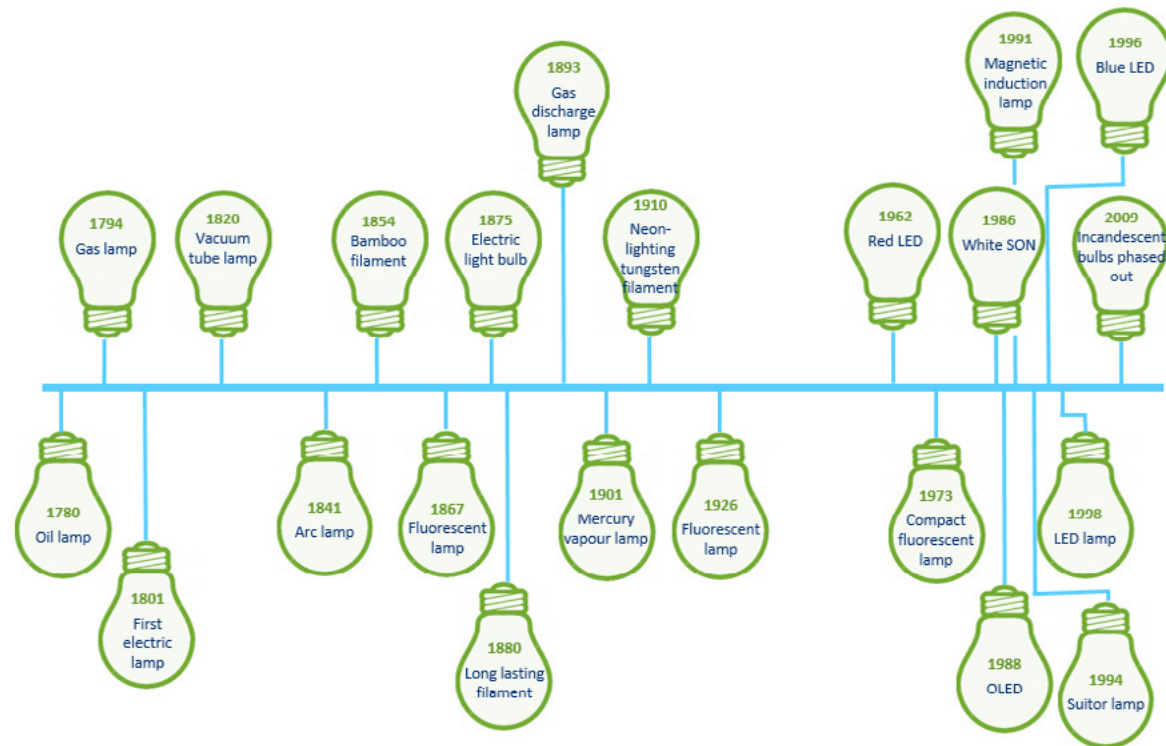 1893
Gas
discharge
lamp
1991
Magnetic
induction
lamp
1996
Blue LED
1794
Gas lamp
1820
Vacuum
tube lamp
1854
Bamboo
filament
1875
Electric
light bulb
1910
Neon-
lighting
tungsten
filament
1962
Red LED
1986
White SON
2009
Incandescent
bulbs phased
out
1780
Oil lamp
1801
First
electric
lamp
1841
Arc lamp
1867
Fluorescent
lamp
1880
Long lasting
filament
1901
Mercury
vapour lamp
1926
Fluorescent
lamp
1973
Compact
fluorescent
lamp
1988
OLED
1998
LED lamp
1994
Suitor lamp